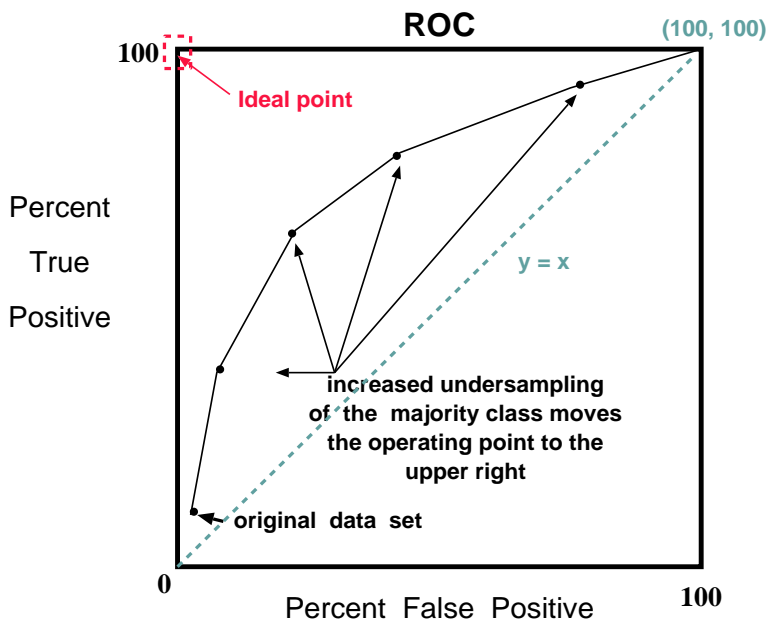 ROC
(100, 100)
100
Ideal point
Percent
True
Positive
y = x
increased undersampling
of the majority class moves
the operating point to the
upper right
original data set
0
100
Percent False Positive